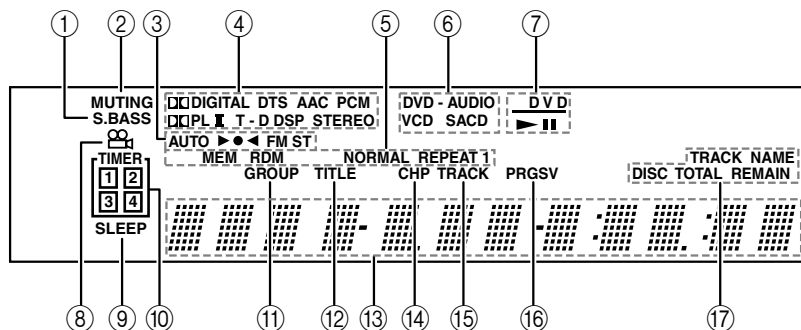 ① ② ③ ④ ⑤ ⑥ ⑦
MUTING
S.BASS
DIGITAL DTS AAC PCM
PL II T - D DSP STEREO
DVD - AUDIO
VCD SACD
DVD
AUTO FM ST
MEM RDM NORMAL REPEAT 1
GROUP TITLE CHP TRACK PRGSV
TRACK NAME
DISC TOTAL REMAIN
TIMER
1 2
3 4
SLEEP
⑧ ⑨ ⑩ ⑪ ⑫ ⑬ ⑭ ⑮ ⑯ ⑰